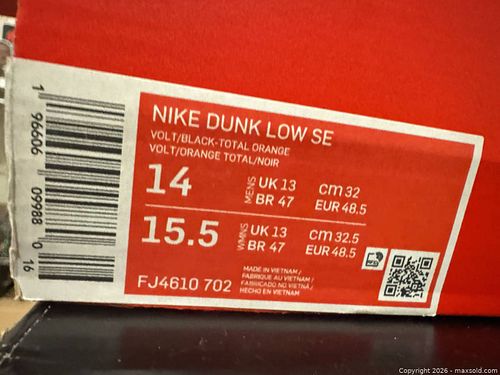 NIKE DUNK LOW SE
VOLT/BLACK-TOTAL ORANGE
VOLT/ORANGE TOTAL/NOIR
14
MENS
UK 13
BR 47
cm 32
EUR 48.5
15.5
WMNS
UK 13
BR 47
cm 32.5
EUR 48.5
FJ4610 702
MADE IN VIETNAM /
FABRIQUE AU VIETNAM /
FABRICADO NO VIETNÃ /
HECHO EN VIETNAM
1 96606 09988 0 16
Copyright 2026 - maxsold.com